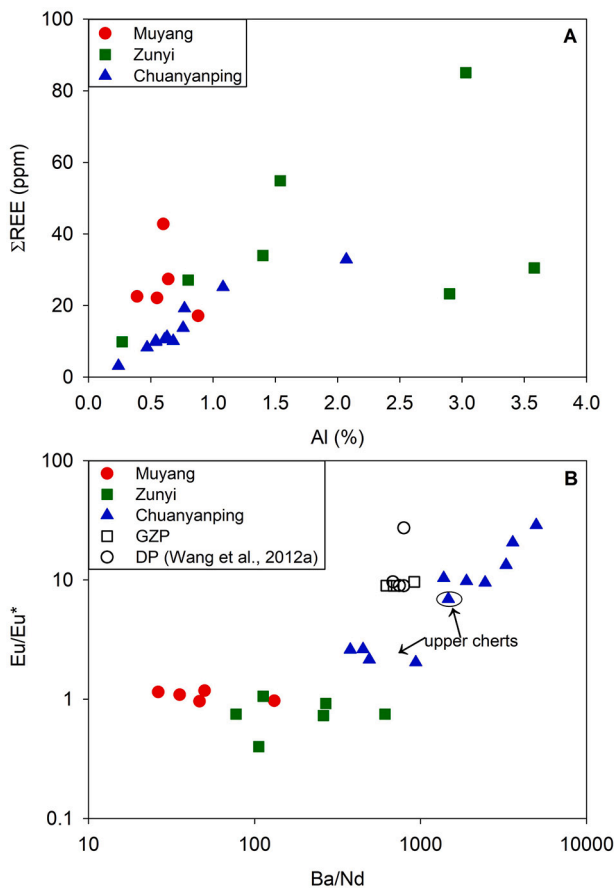 A
Muyang
Zunyi
Chuanyanping
100
80
60
40
20
0
ΣREE (ppm)
0.0 0.5 1.0 1.5 2.0 2.5 3.0 3.5 4.0
Al (%)
B
Muyang
Zunyi
Chuanyanping
GZP
DP (Wang et al., 2012a)
100
10
1
0.1
Eu/Eu*
upper cherts
10 100 1000 10000
Ba/Nd